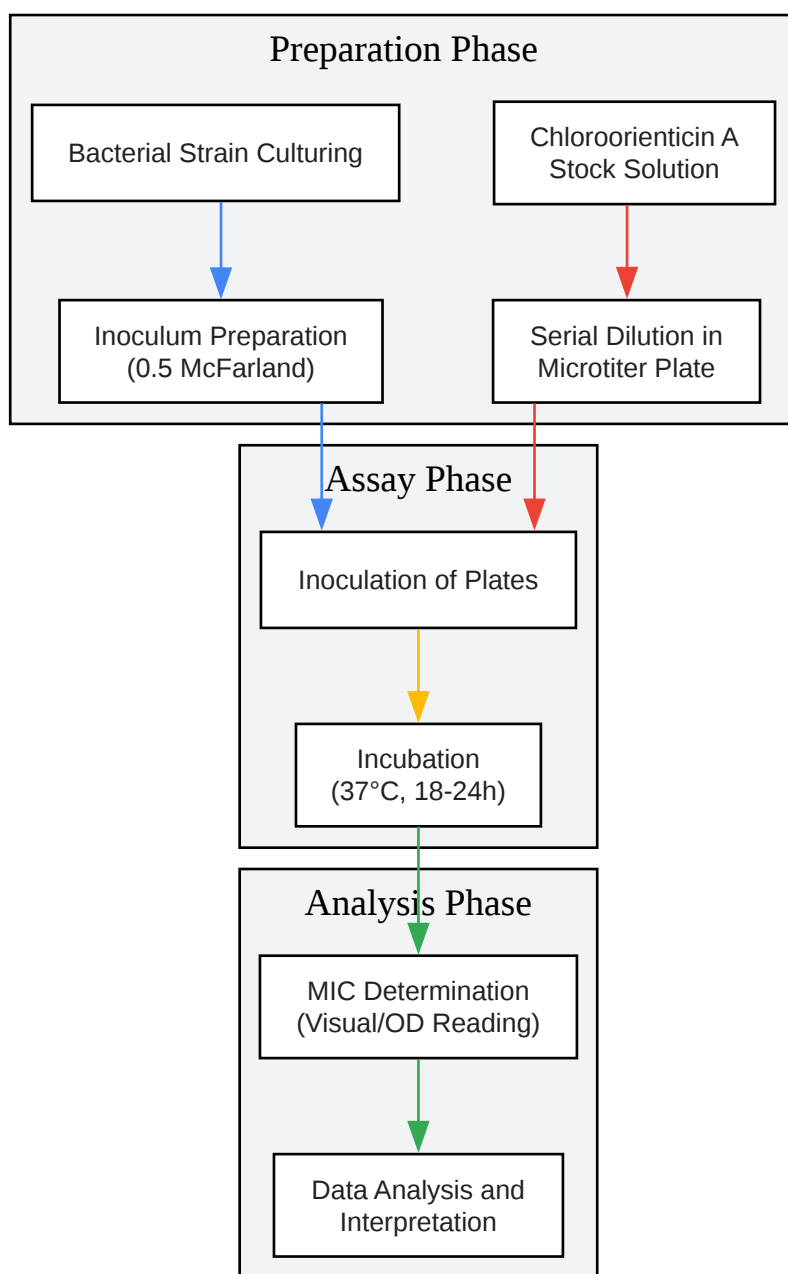 Preparation Phase
Bacterial Strain Culturing
Chloroorienticin A
Stock Solution
Inoculum Preparation
(0.5 McFarland)
Serial Dilution in
Microtiter Plate
Assay Phase
Inoculation of Plates
Incubation
(37°C, 18-24h)
Analysis Phase
MIC Determination
(Visual/OD Reading)
Data Analysis and
Interpretation